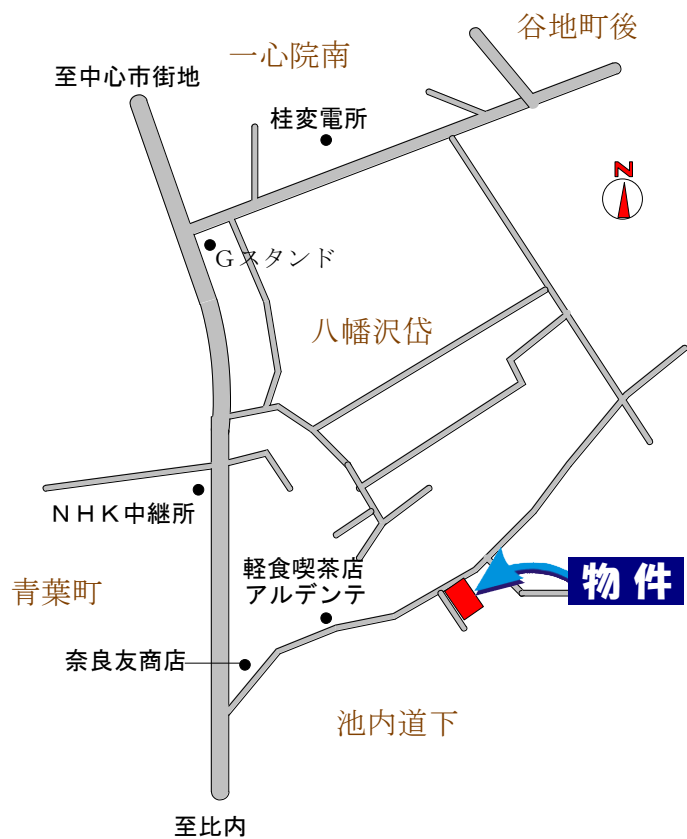 谷地町後
一心院南
至中心市街地
桂変電所
N
Gスタンド
八幡沢岱
NHK中継所
軽食喫茶店
アルデンテ
物件
青葉町
奈良友商店
池内道下
至比内